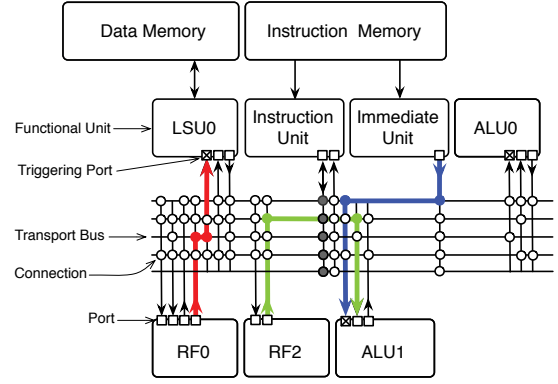 Data Memory
Instruction Memory
Functional Unit
LSU0
Instruction
Unit
Immediate
Unit
ALU0
Triggering Port
Transport Bus
Connection
Port
RF0
RF2
ALU1